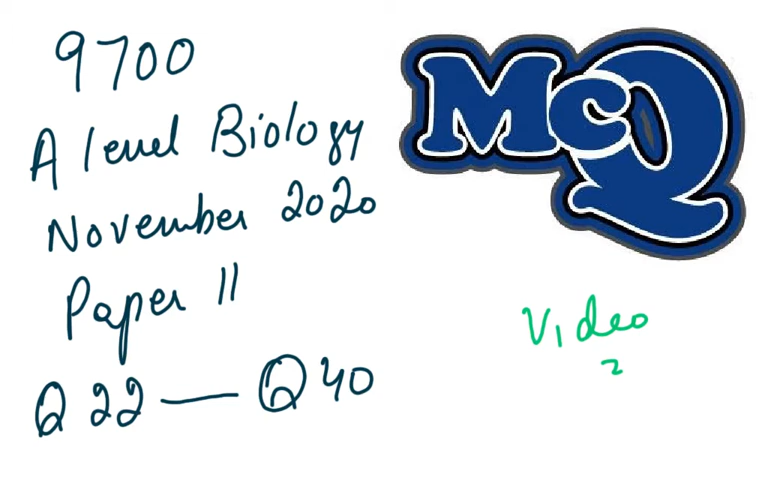 9700
A level Biology
November 2020
Paper 11
Q 22 — Q 40
McQ
Video
2